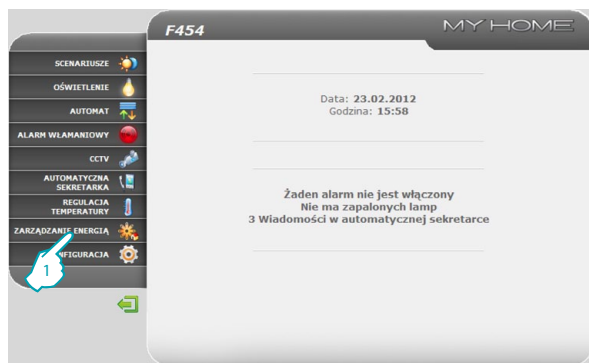 F454
MY HOME
SCENARIUSZE
OŚWIETLENIE
AUTOMAT
ALARM WŁAMANIOWY
CCTV
AUTOMATYCZNA
SEKRETARKA
REGULACJA
TEMPERATURY
ZARZĄDZANIE ENERGIĄ
NFIGURACJA
1
Data: 23.02.2012
Godzina: 15:58
Żaden alarm nie jest włączony
Nie ma zapalonych lamp
3 Wiadomości w automatycznej sekretarce